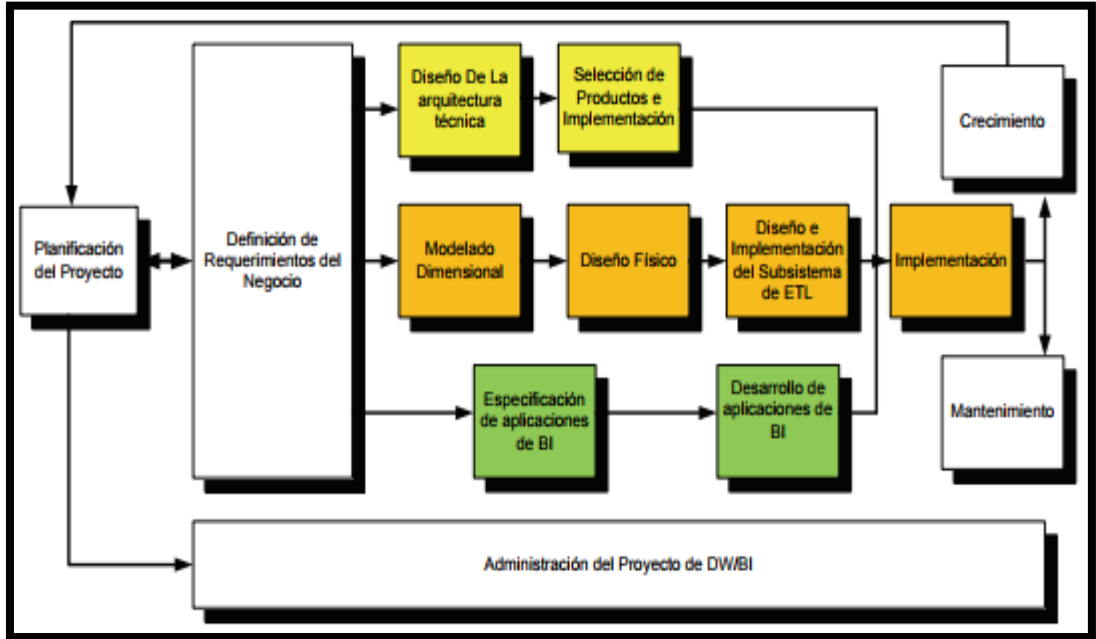 Planificación
del Proyecto
Definición de
Requerimientos del
Negocio
Diseño De La
arquitectura
técnica
Selección de
Productos e
Implementación
Modelado
Dimensional
Diseño Físico
Diseño e
Implementación
del Subsistema
de ETL
Implementación
Especificación
de aplicaciones
de BI
Desarrollo de
aplicaciones de
BI
Crecimiento
Mantenimiento
Administración del Proyecto de DW/BI